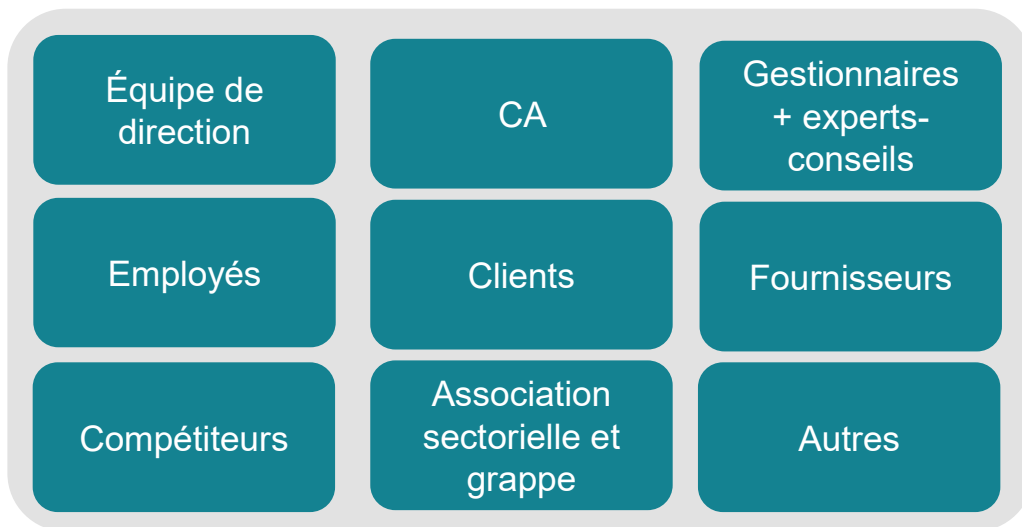 Équipe de
direction
CA
Gestionnaires
+ experts-
conseils
Employés
Clients
Fournisseurs
Compétiteurs
Association
sectorielle et
grappe
Autres